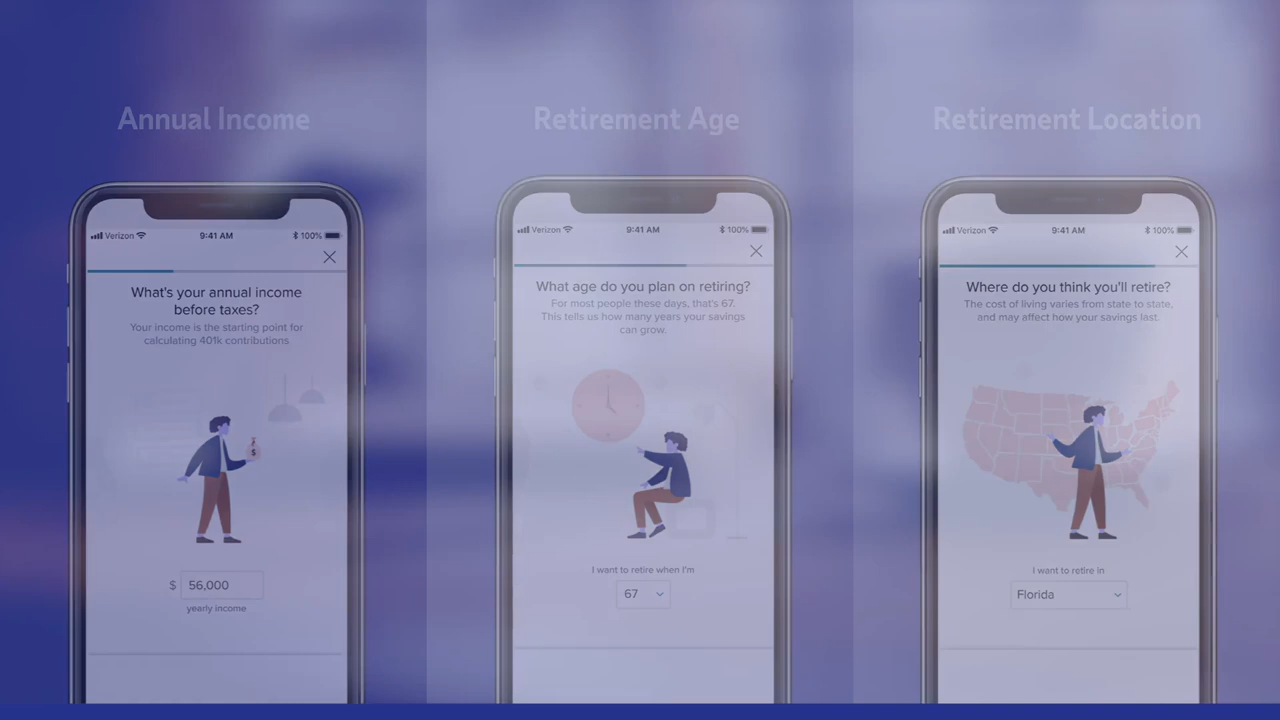 Annual Income
Verizon
9:41 AM
100%
What's your annual income
before taxes?
Your income is the starting point for
calculating 401k contributions
$
$ 56,000
yearly income
Retirement Age
Verizon
9:41 AM
100%
What age do you plan on retiring?
For most people these days, that's 67.
This tells us how many years your savings
can grow.
I want to retire when I'm
67
Retirement Location
Verizon
9:41 AM
100%
Where do you think you'll retire?
The cost of living varies from state to state,
and may affect how your savings last.
I want to retire in
Florida